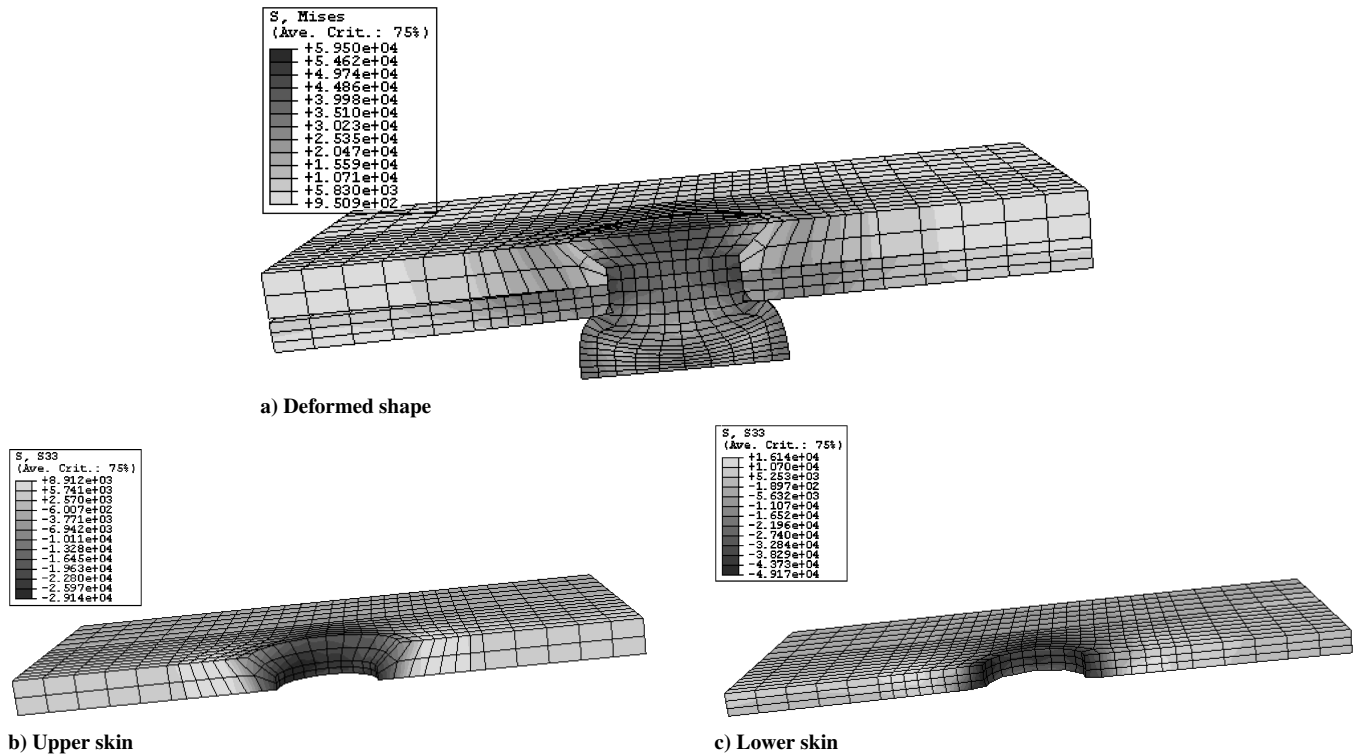 S, Mises
(Ave. Crit.: 75%)
+5.950e+04
+5.462e+04
+4.974e+04
+4.486e+04
+3.998e+04
+3.510e+04
+3.023e+04
+2.535e+04
+2.047e+04
+1.559e+04
+1.071e+04
+5.830e+03
+9.509e+02
a) Deformed shape
S, S33
(Ave. Crit.: 75%)
+8.912e+03
+5.741e+03
+2.570e+03
-6.007e+02
-3.771e+03
-6.942e+03
-1.011e+04
-1.328e+04
-1.645e+04
-1.963e+04
-2.280e+04
-2.597e+04
-2.914e+04
b) Upper skin
S, S33
(Ave. Crit.: 75%)
+1.614e+04
+1.070e+04
+5.253e+03
-1.897e+02
-5.632e+03
-1.107e+04
-1.652e+04
-2.196e+04
-2.740e+04
-3.284e+04
-3.829e+04
-4.373e+04
-4.917e+04
c) Lower skin